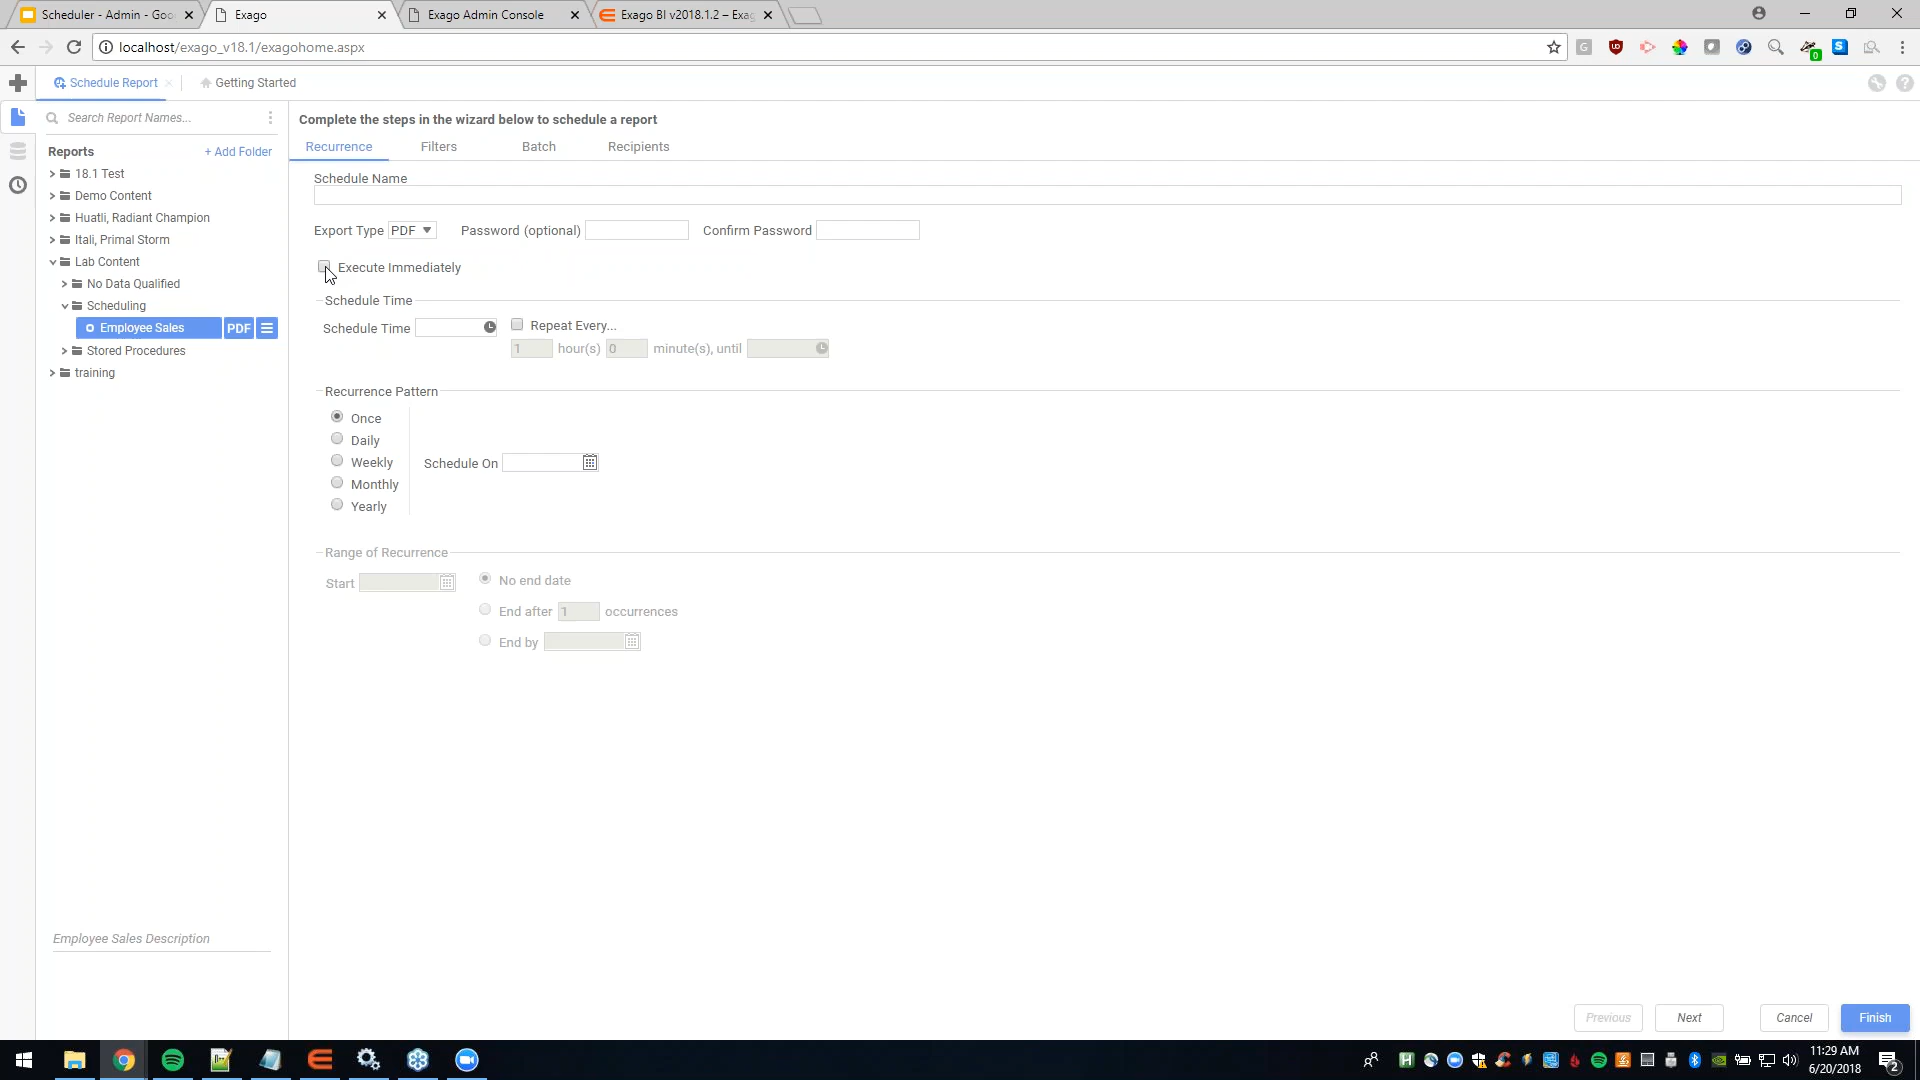 Scheduler - Admin - Goo
Exago
Exago Admin Console
Exago BI v2018.1.2 – Exag
localhost/exago_v18.1/exagohome.aspx
Schedule Report
Getting Started
Search Report Names...
Reports
+ Add Folder
18.1 Test
Demo Content
Huatli, Radiant Champion
Itali, Primal Storm
Lab Content
No Data Qualified
Scheduling
Employee Sales PDF
Stored Procedures
training
Employee Sales Description
Complete the steps in the wizard below to schedule a report
Recurrence Filters Batch Recipients
Schedule Name
Export Type PDF Password (optional) Confirm Password
Execute Immediately
Schedule Time
Schedule Time Repeat Every...
1 hour(s) 0 minute(s), until
Recurrence Pattern
Once
Daily
Weekly
Monthly
Yearly
Schedule On
Range of Recurrence
Start
No end date
End after 1 occurrences
End by
Previous Next Cancel Finish
11:29 AM
6/20/2018
2